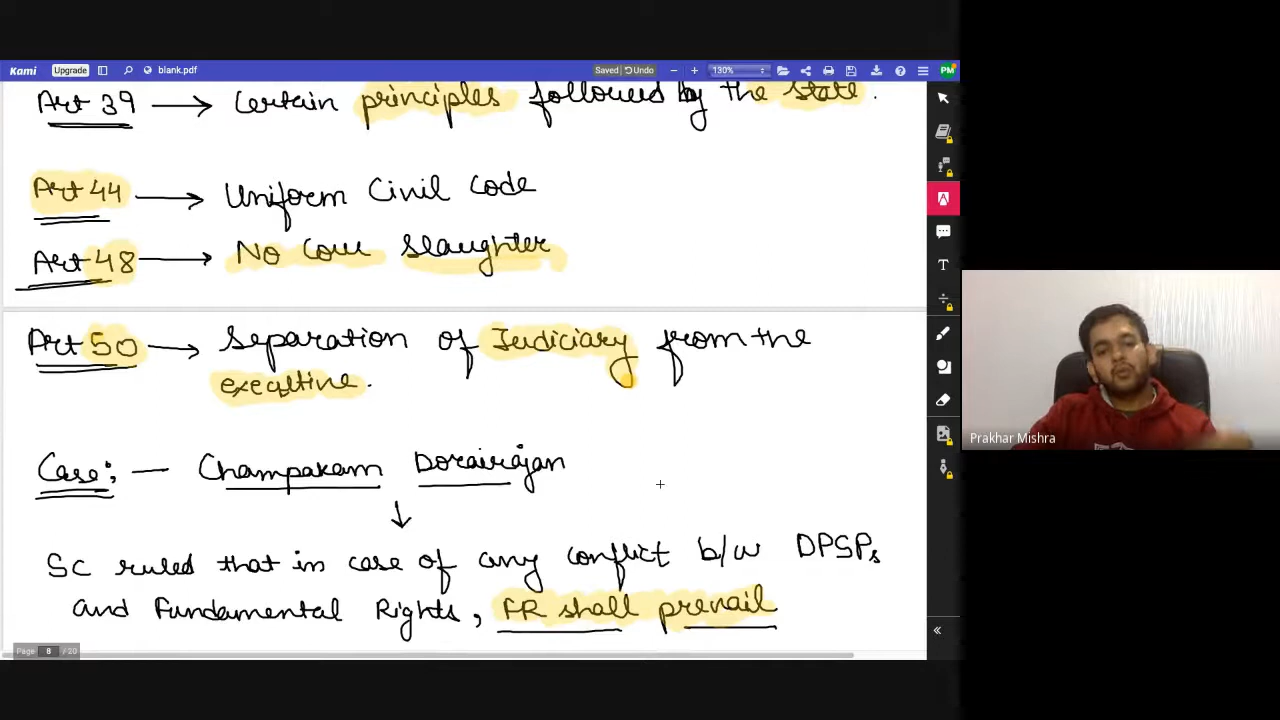 Kami Upgrade blank.pdf Saved Undo 130% PM
Art 39 → Certain principles followed by the State.
Art 44 → Uniform Civil Code
Art 48 → No Cow Slaughter
Art 50 → Separation of Judiciary from the
executive.
Case:- Champakam Dorairajan
↓
SC ruled that in case of any conflict b/w DPSPs
and Fundamental Rights, FR shall prevail
Page 8 / 20
Prakhar Mishra